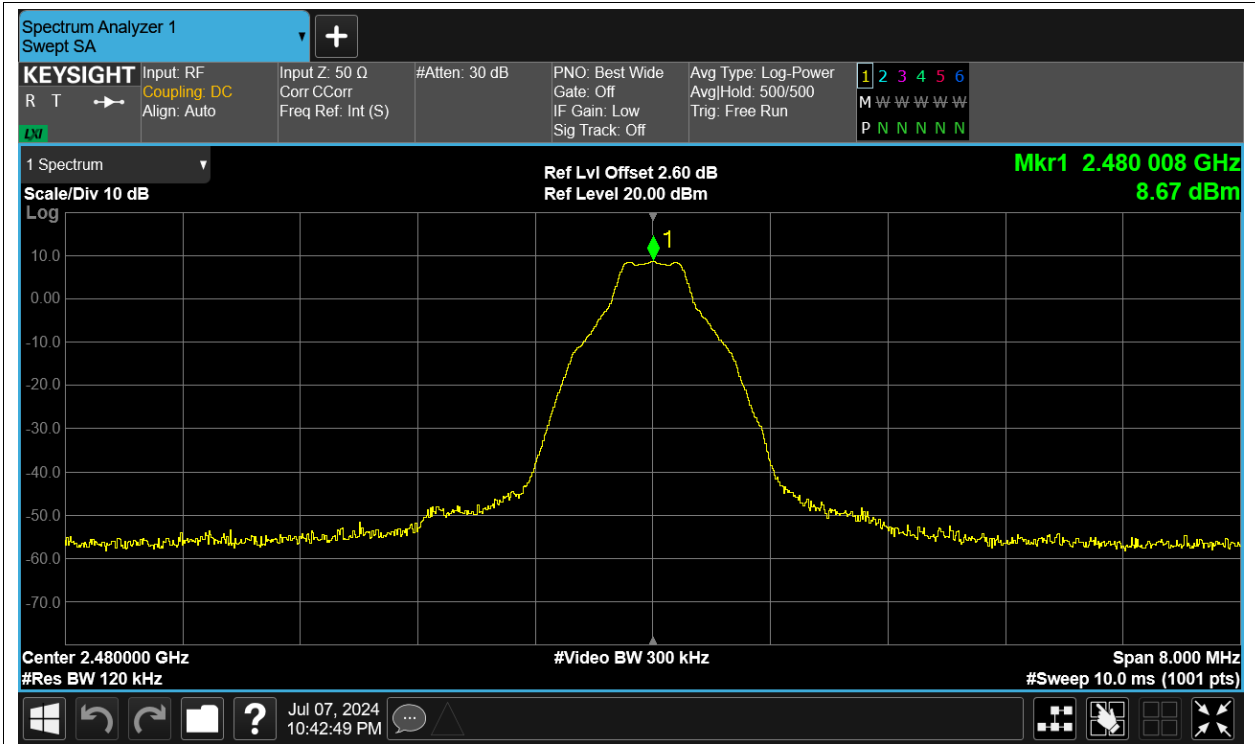 Spectrum Analyzer 1
Swept SA
+
KEYSIGHT
R T
LXI
Input: RF
Coupling: DC
Align: Auto
Input Z: 50 Ω
Corr CCorr
Freq Ref: Int (S)
#Atten: 30 dB
PNO: Best Wide
Gate: Off
IF Gain: Low
Sig Track: Off
Avg Type: Log-Power
Avg|Hold: 500/500
Trig: Free Run
1 2 3 4 5 6
M W W W W W
P N N N N N
1 Spectrum
Scale/Div 10 dB
Ref Lvl Offset 2.60 dB
Ref Level 20.00 dBm
Mkr1 2.480 008 GHz
8.67 dBm
Log
1
10.0
0.00
-10.0
-20.0
-30.0
-40.0
-50.0
-60.0
-70.0
Center 2.480000 GHz
#Video BW 300 kHz
Span 8.000 MHz
#Res BW 120 kHz
#Sweep 10.0 ms (1001 pts)
?
Jul 07, 2024
10:42:49 PM